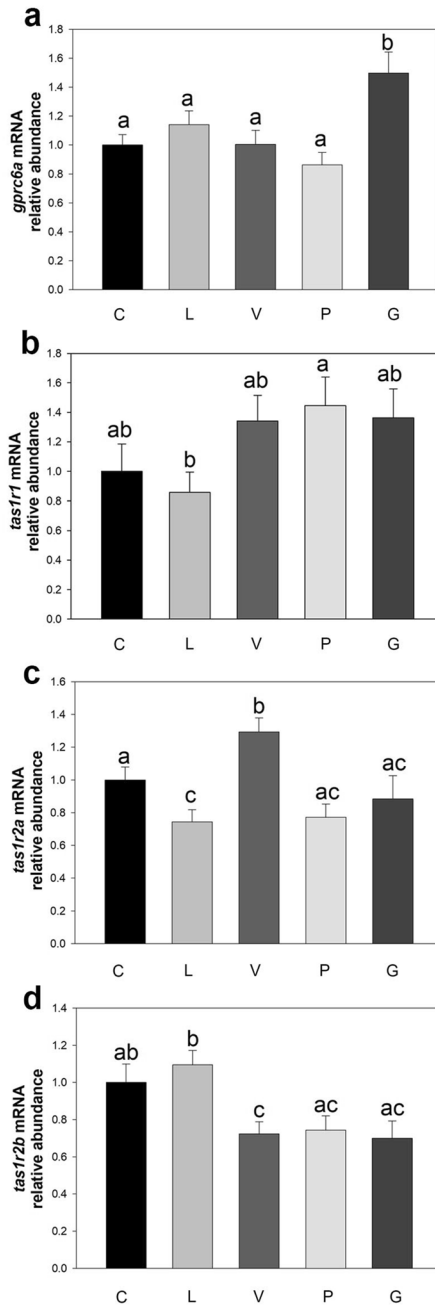 a
gprc6a mRNA
relative abundance
1.8
1.6
1.4
1.2
1.0
0.8
0.6
0.4
0.2
0.0
a
a
a
a
b
C L V P G
b
tas1r1 mRNA
relative abundance
1.8
1.6
1.4
1.2
1.0
0.8
0.6
0.4
0.2
0.0
ab
b
ab
a
ab
C L V P G
c
tas1r2a mRNA
relative abundance
1.6
1.4
1.2
1.0
0.8
0.6
0.4
0.2
0.0
a
c
b
ac
ac
C L V P G
d
tas1r2b mRNA
relative abundance
1.4
1.2
1.0
0.8
0.6
0.4
0.2
0.0
ab
b
c
ac
ac
C L V P G